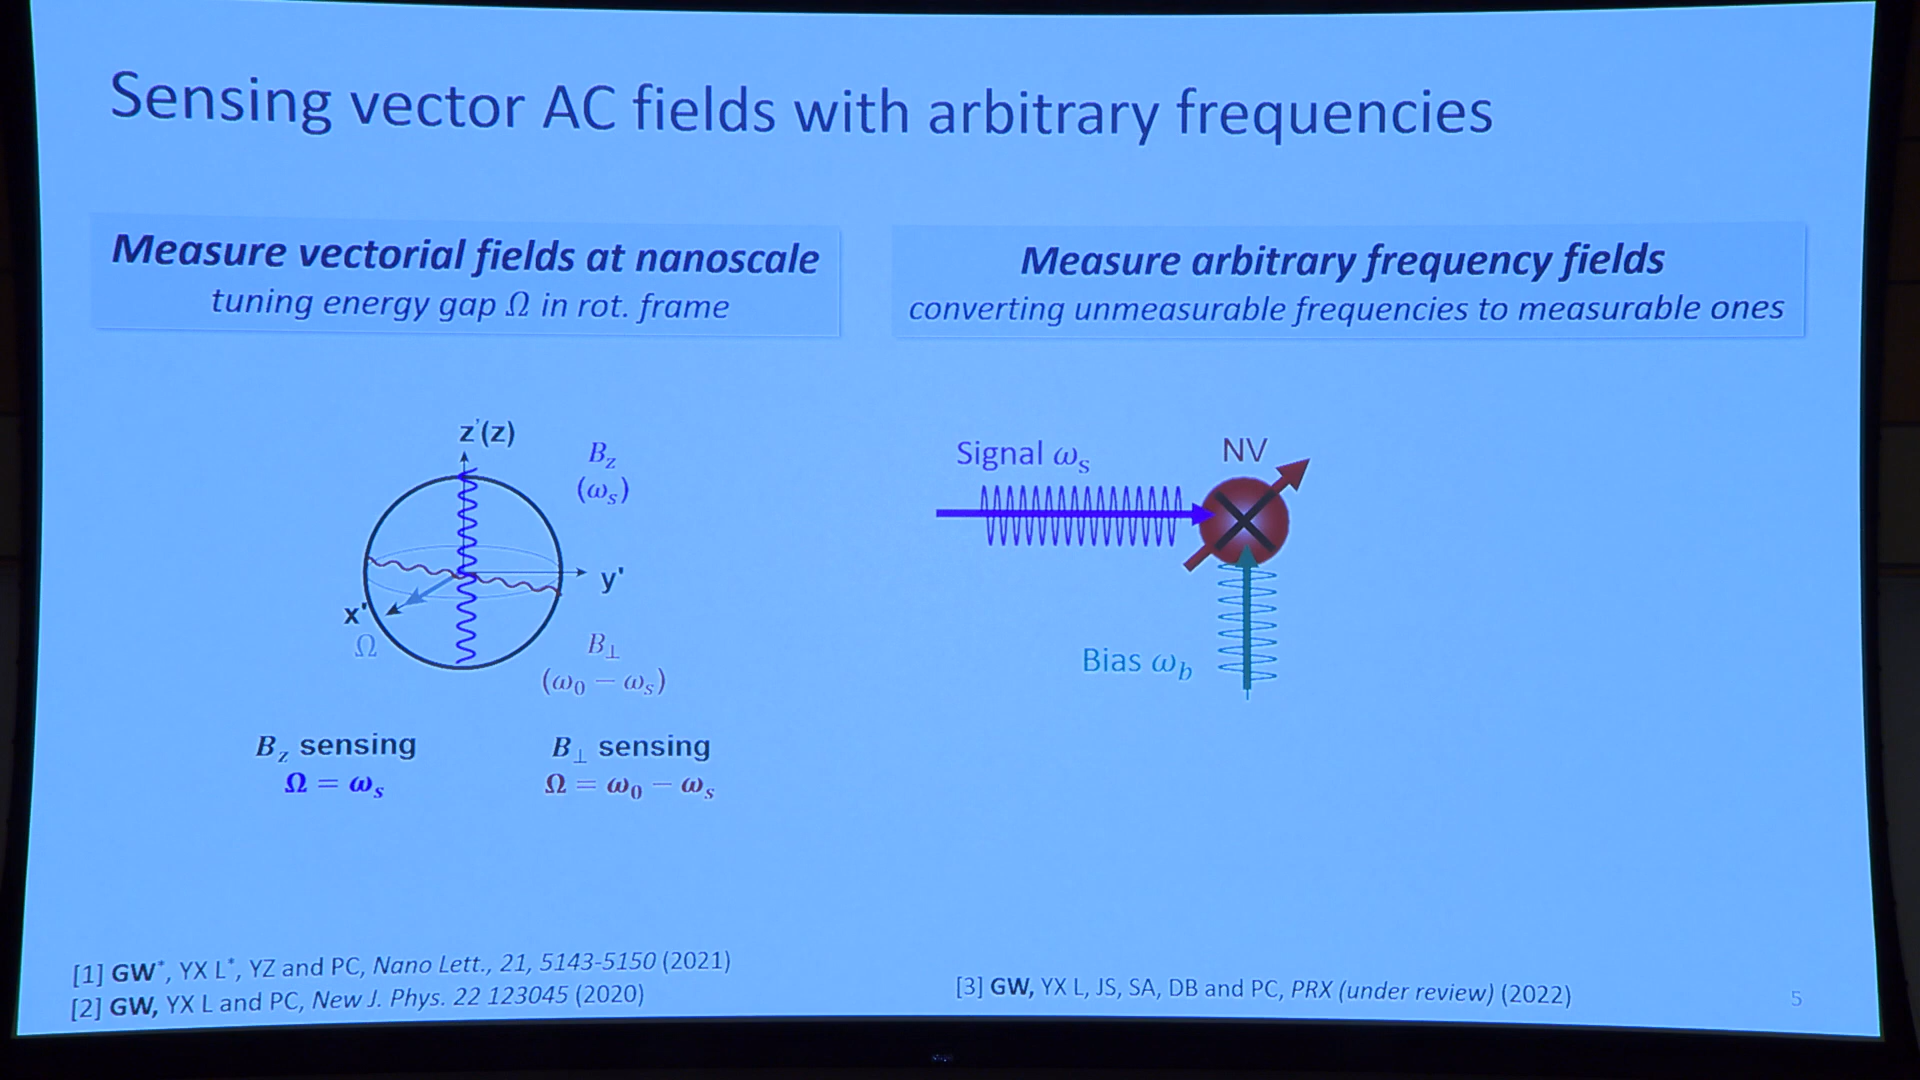 Sensing vector AC fields with arbitrary frequencies
Measure vectorial fields at nanoscale
tuning energy gap Ω in rot. frame
Measure arbitrary frequency fields
converting unmeasurable frequencies to measurable ones
z'(z)
B_z
(ω_s)
y'
x'
Ω
B_⊥
(ω_0 − ω_s)
B_z sensing
Ω = ω_s
B_⊥ sensing
Ω = ω_0 − ω_s
Signal ω_s
NV
Bias ω_b
[1] GW*, YX L*, YZ and PC, Nano Lett., 21, 5143-5150 (2021)
[2] GW, YX L and PC, New J. Phys. 22 123045 (2020)
[3] GW, YX L, JS, SA, DB and PC, PRX (under review) (2022)
5